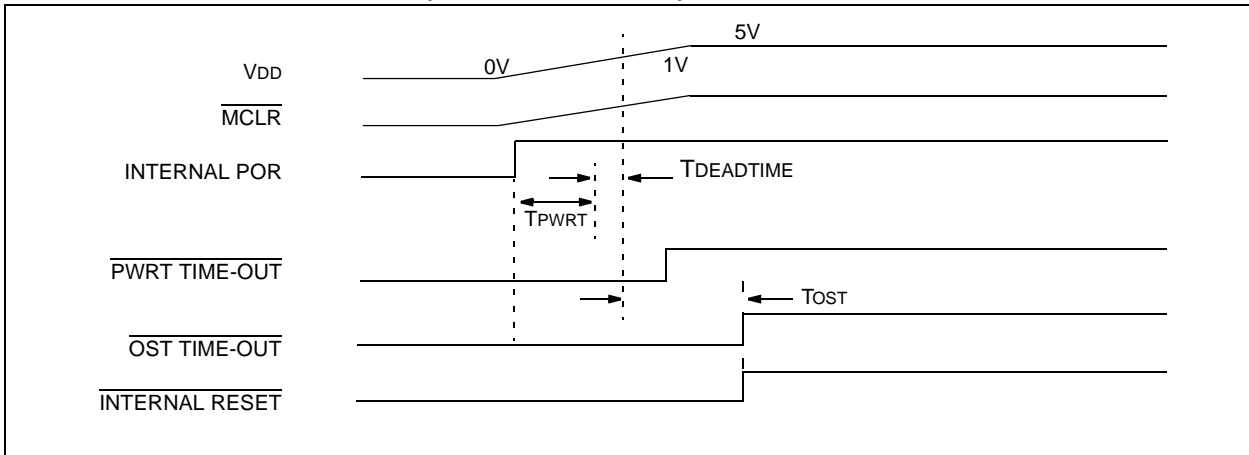 5V
VDD
0V
1V
MCLR
INTERNAL POR
TDEADTIME
TPWRT
PWRT TIME-OUT
TOST
OST TIME-OUT
INTERNAL RESET